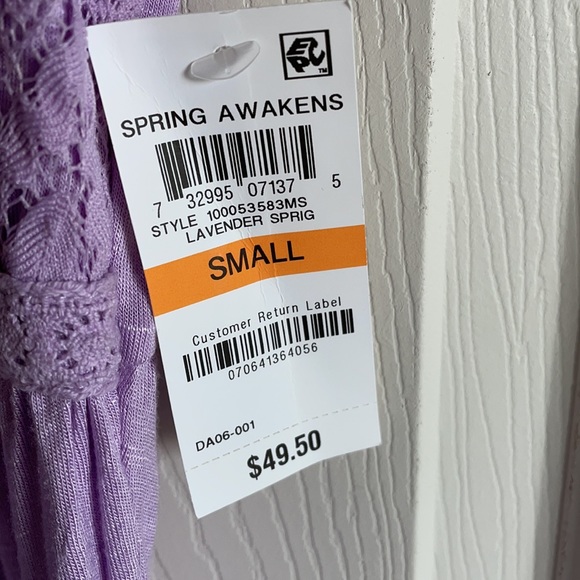 EPC™
SPRING AWAKENS
7 32995 07137 5
STYLE 100053583MS
LAVENDER SPRIG
SMALL
Customer Return Label
070641364056
DA06-001
$49.50